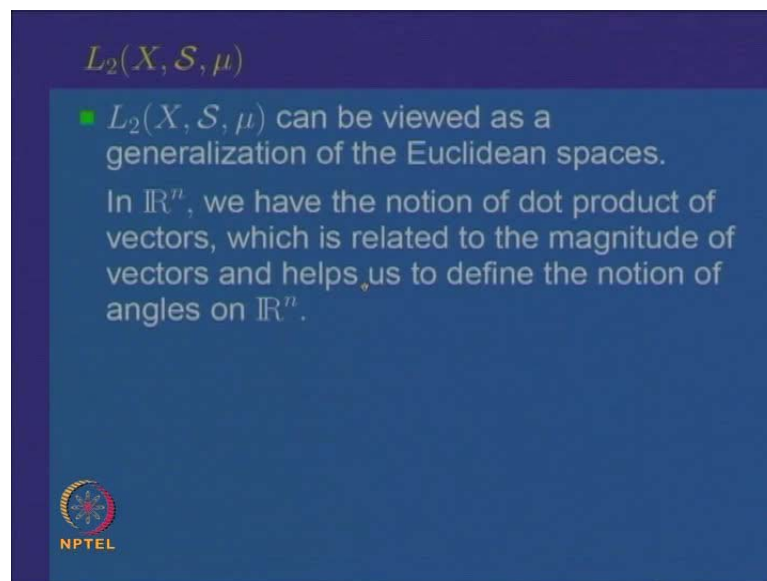 L₂(X, 𝒮, μ)
L₂(X, 𝒮, μ) can be viewed as a
generalization of the Euclidean spaces.
In ℝⁿ, we have the notion of dot product of
vectors, which is related to the magnitude of
vectors and helps us to define the notion of
angles on ℝⁿ.
NPTEL